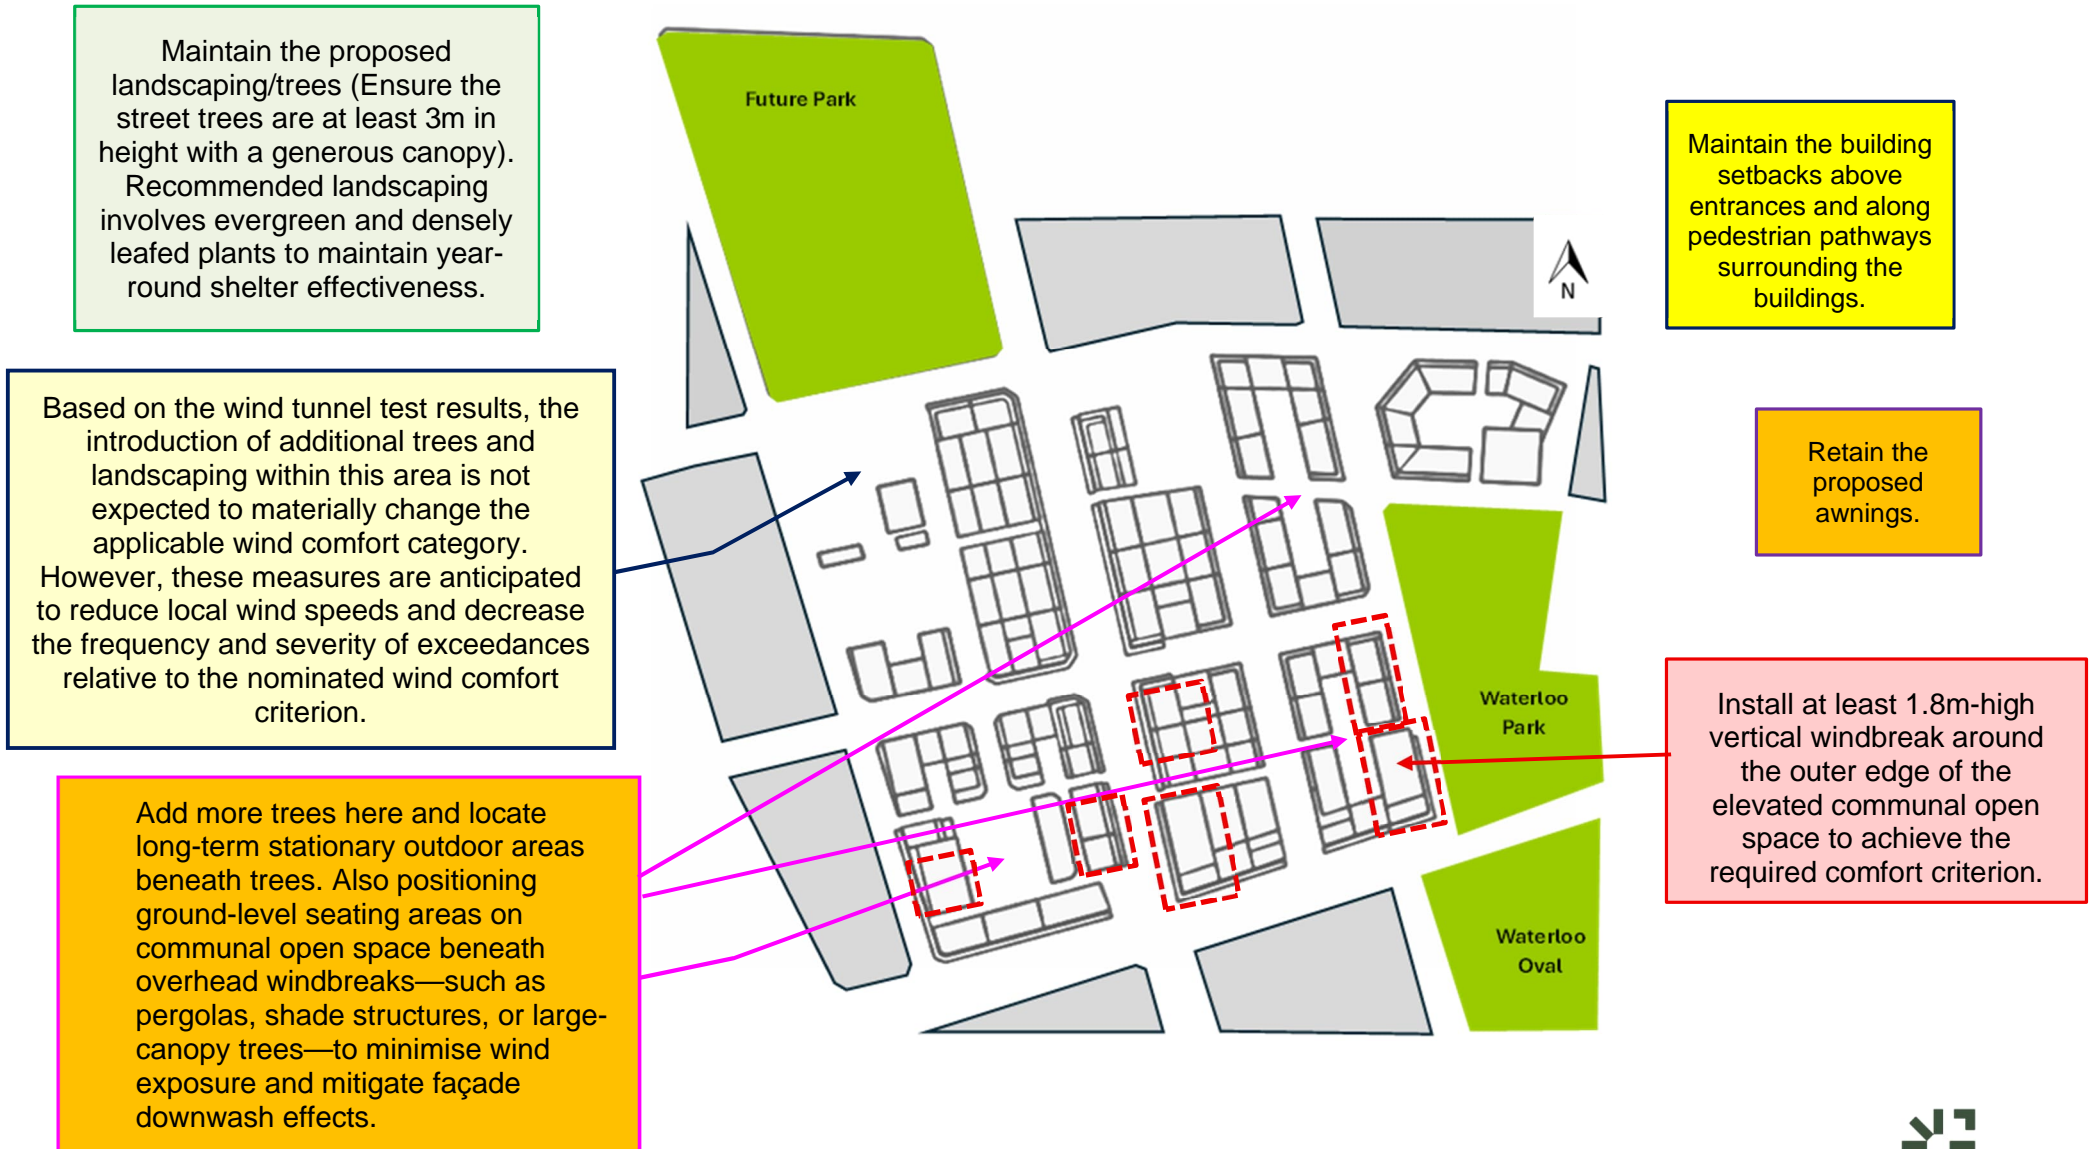 Maintain the proposed
landscaping/trees (Ensure the
street trees are at least 3m in
height with a generous canopy).
Recommended landscaping
involves evergreen and densely
leafed plants to maintain year-
round shelter effectiveness.
Based on the wind tunnel test results, the
introduction of additional trees and
landscaping within this area is not
expected to materially change the
applicable wind comfort category.
However, these measures are anticipated
to reduce local wind speeds and decrease
the frequency and severity of exceedances
relative to the nominated wind comfort
criterion.
Add more trees here and locate
long-term stationary outdoor areas
beneath trees. Also positioning
ground-level seating areas on
communal open space beneath
overhead windbreaks—such as
pergolas, shade structures, or large-
canopy trees—to minimise wind
exposure and mitigate façade
downwash effects.
Future Park
N
Waterloo
Park
Waterloo
Oval
Maintain the building
setbacks above
entrances and along
pedestrian pathways
surrounding the
buildings.
Retain the
proposed
awnings.
Install at least 1.8m-high
vertical windbreak around
the outer edge of the
elevated communal open
space to achieve the
required comfort criterion.